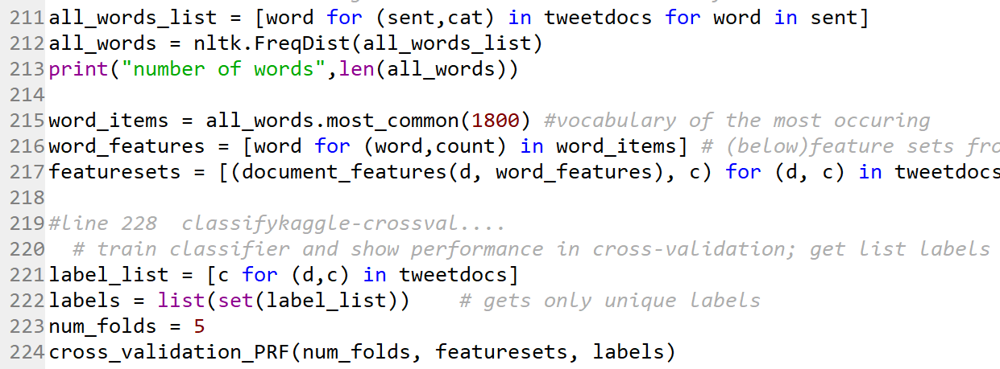 211 all_words_list = [word for (sent,cat) in tweetdocs for word in sent]
212 all_words = nltk.FreqDist(all_words_list)
213 print("number of words",len(all_words))
214
215 word_items = all_words.most_common(1800) #vocabulary of the most occuring
216 word_features = [word for (word,count) in word_items] # (below)feature sets fro
217 featuresets = [(document_features(d, word_features), c) for (d, c) in tweetdocs
218
219 #line 228  classifykaggle-crossval....
220   # train classifier and show performance in cross-validation; get list labels
221 label_list = [c for (d,c) in tweetdocs]
222 labels = list(set(label_list))    # gets only unique labels
223 num_folds = 5
224 cross_validation_PRF(num_folds, featuresets, labels)